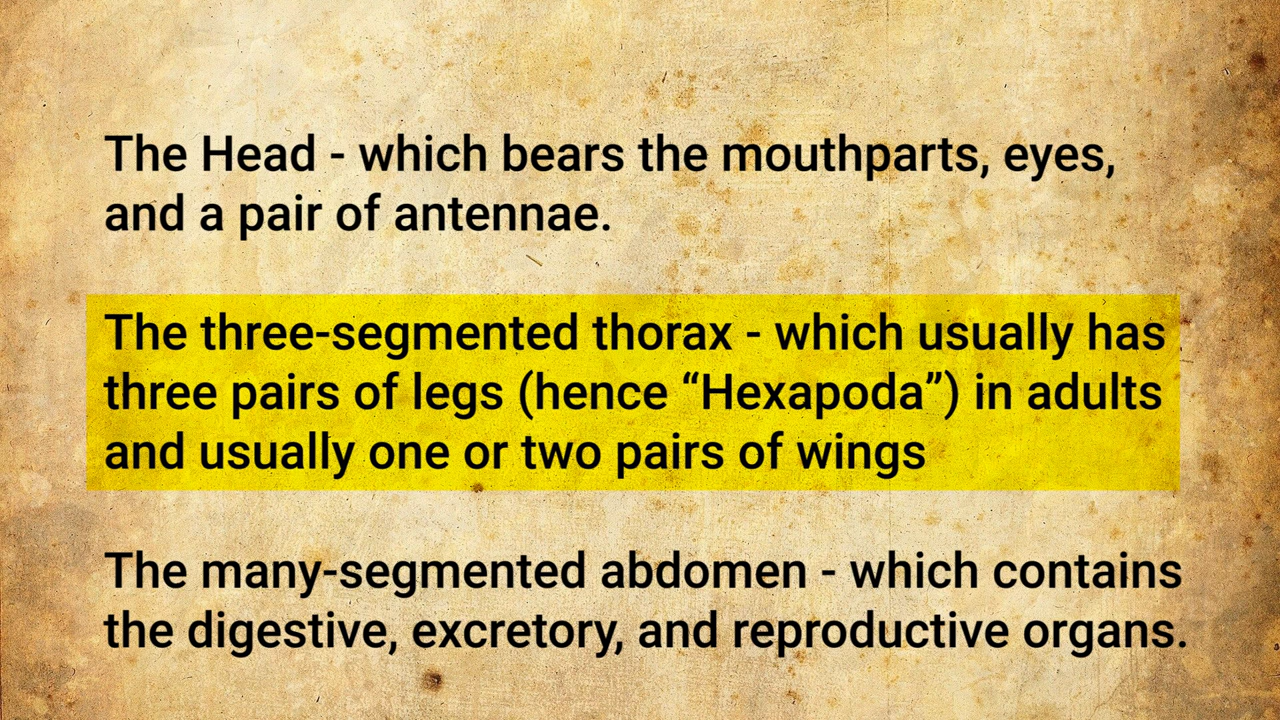 The Head - which bears the mouthparts, eyes,
and a pair of antennae.
The three-segmented thorax - which usually has
three pairs of legs (hence “Hexapoda”) in adults
and usually one or two pairs of wings
The many-segmented abdomen - which contains
the digestive, excretory, and reproductive organs.